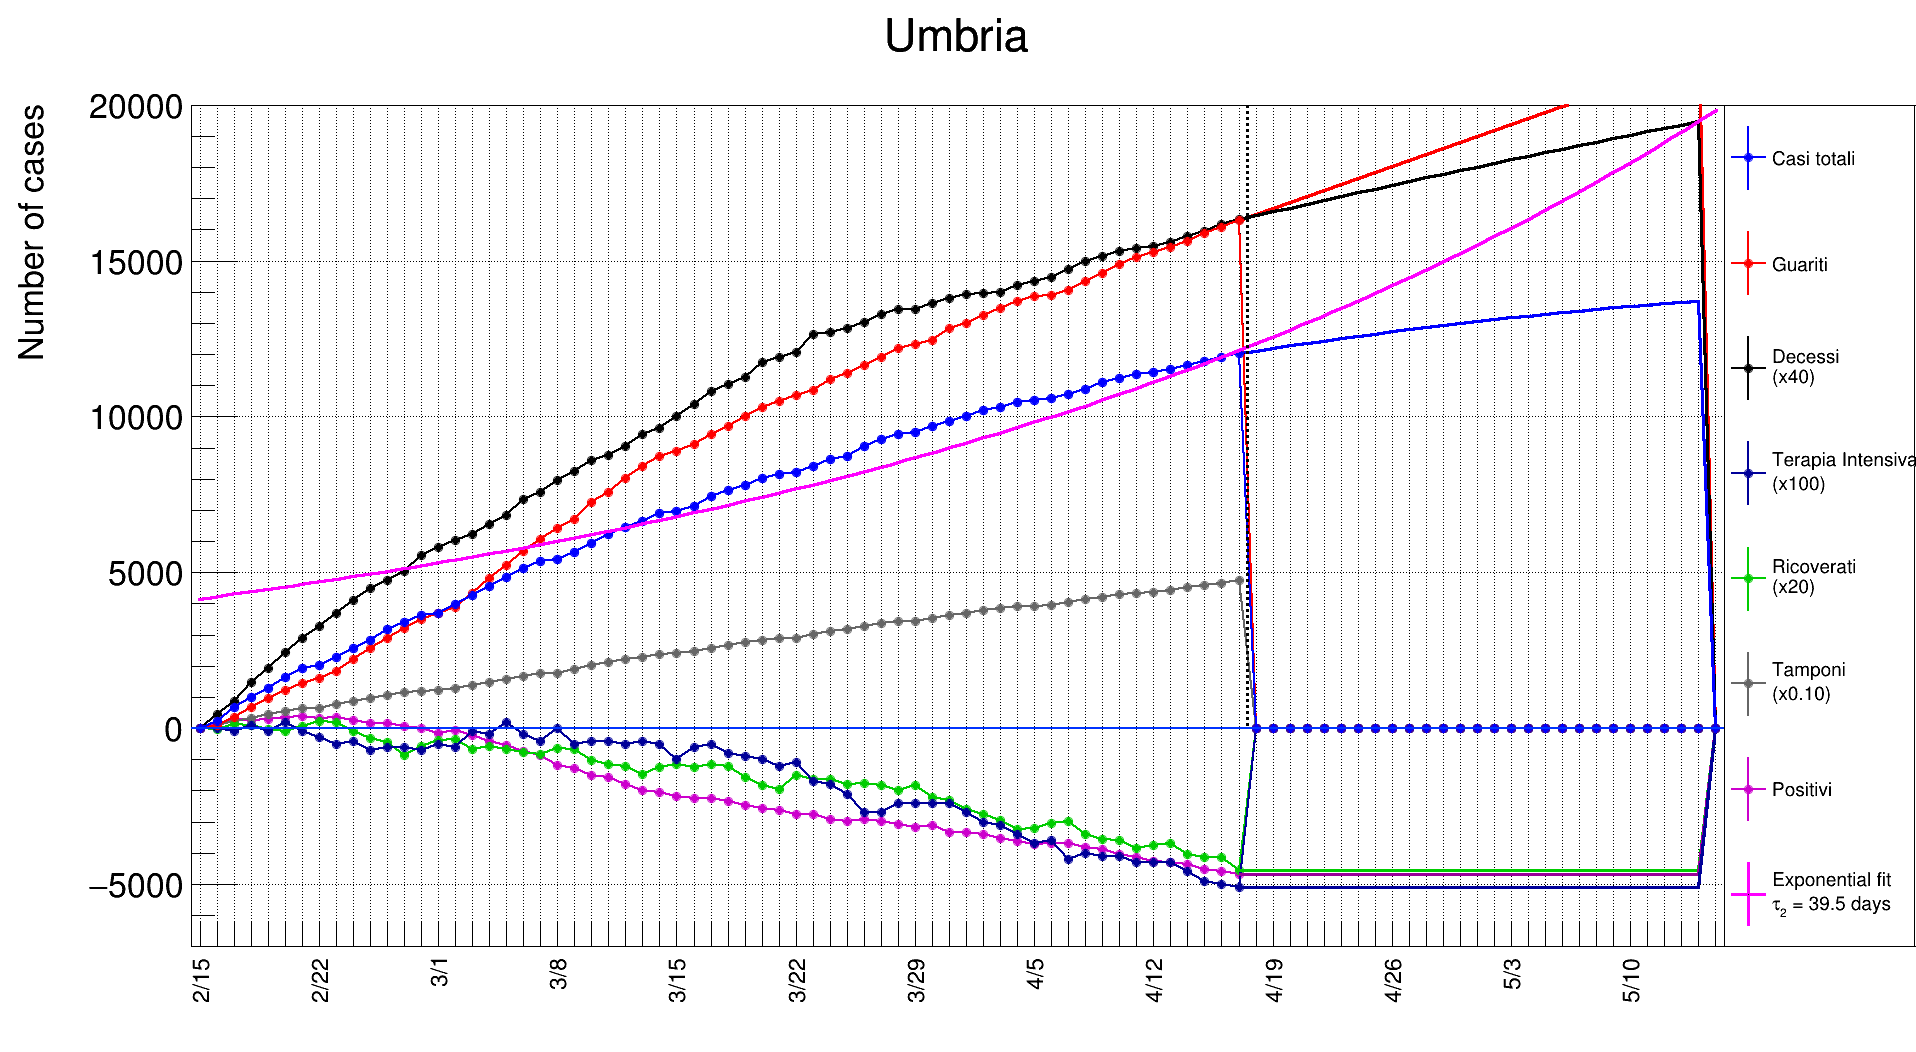 Umbria
Number of cases
20000
15000
10000
5000
0
−5000
2/15
2/22
3/1
3/8
3/15
3/22
3/29
4/5
4/12
4/19
4/26
5/3
5/10
Casi totali
Guariti
Decessi
(x40)
Terapia Intensiva
(x100)
Ricoverati
(x20)
Tamponi
(x0.10)
Positivi
Exponential fit
τ2 = 39.5 days